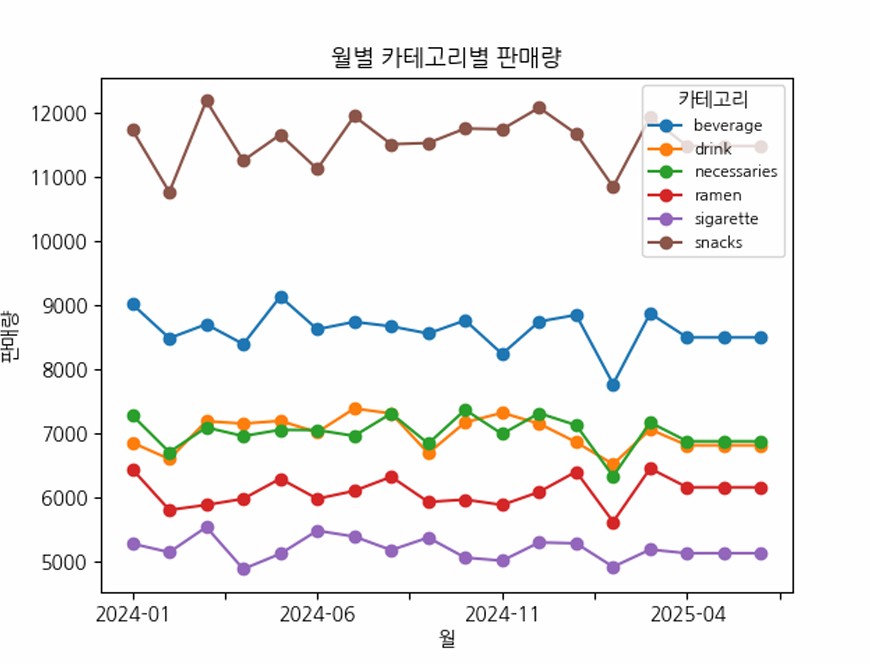 월별 카테고리별 판매량
12000
11000
10000
9000
8000
7000
6000
5000
판매량
카테고리
beverage
drink
necessaries
ramen
sigarette
snacks
2024-01 2024-06 2024-11 2025-04
월